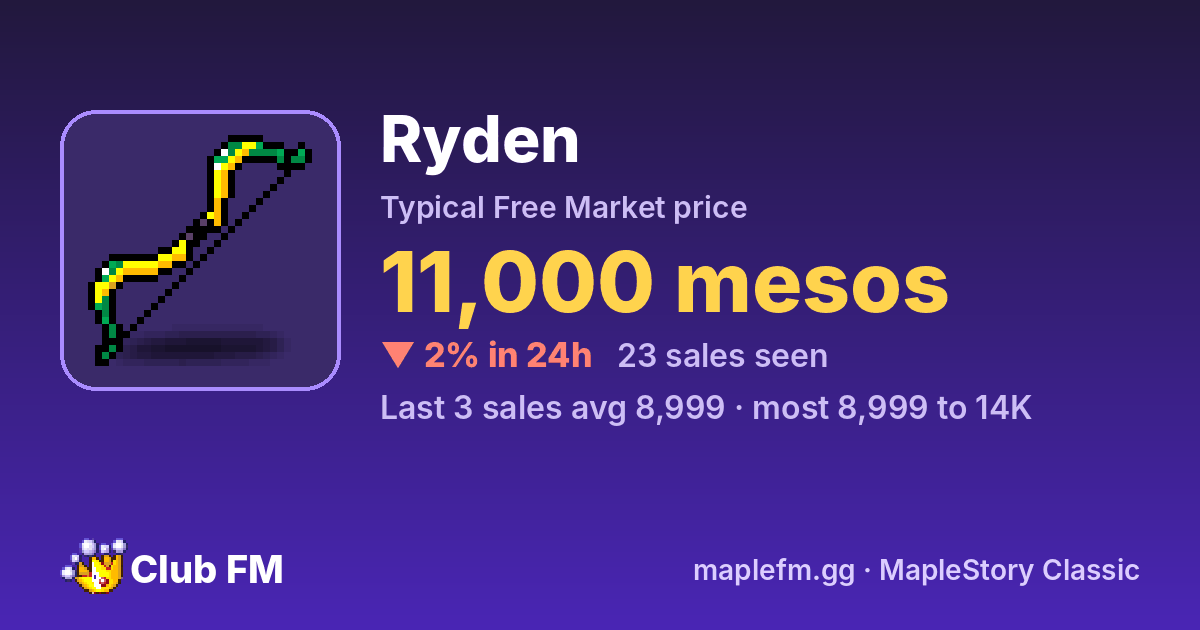 Ryden
Typical Free Market price
11,000 mesos
▼ 2% in 24h 23 sales seen
Last 3 sales avg 8,999 · most 8,999 to 14K
Club FM
maplefm.gg · MapleStory Classic